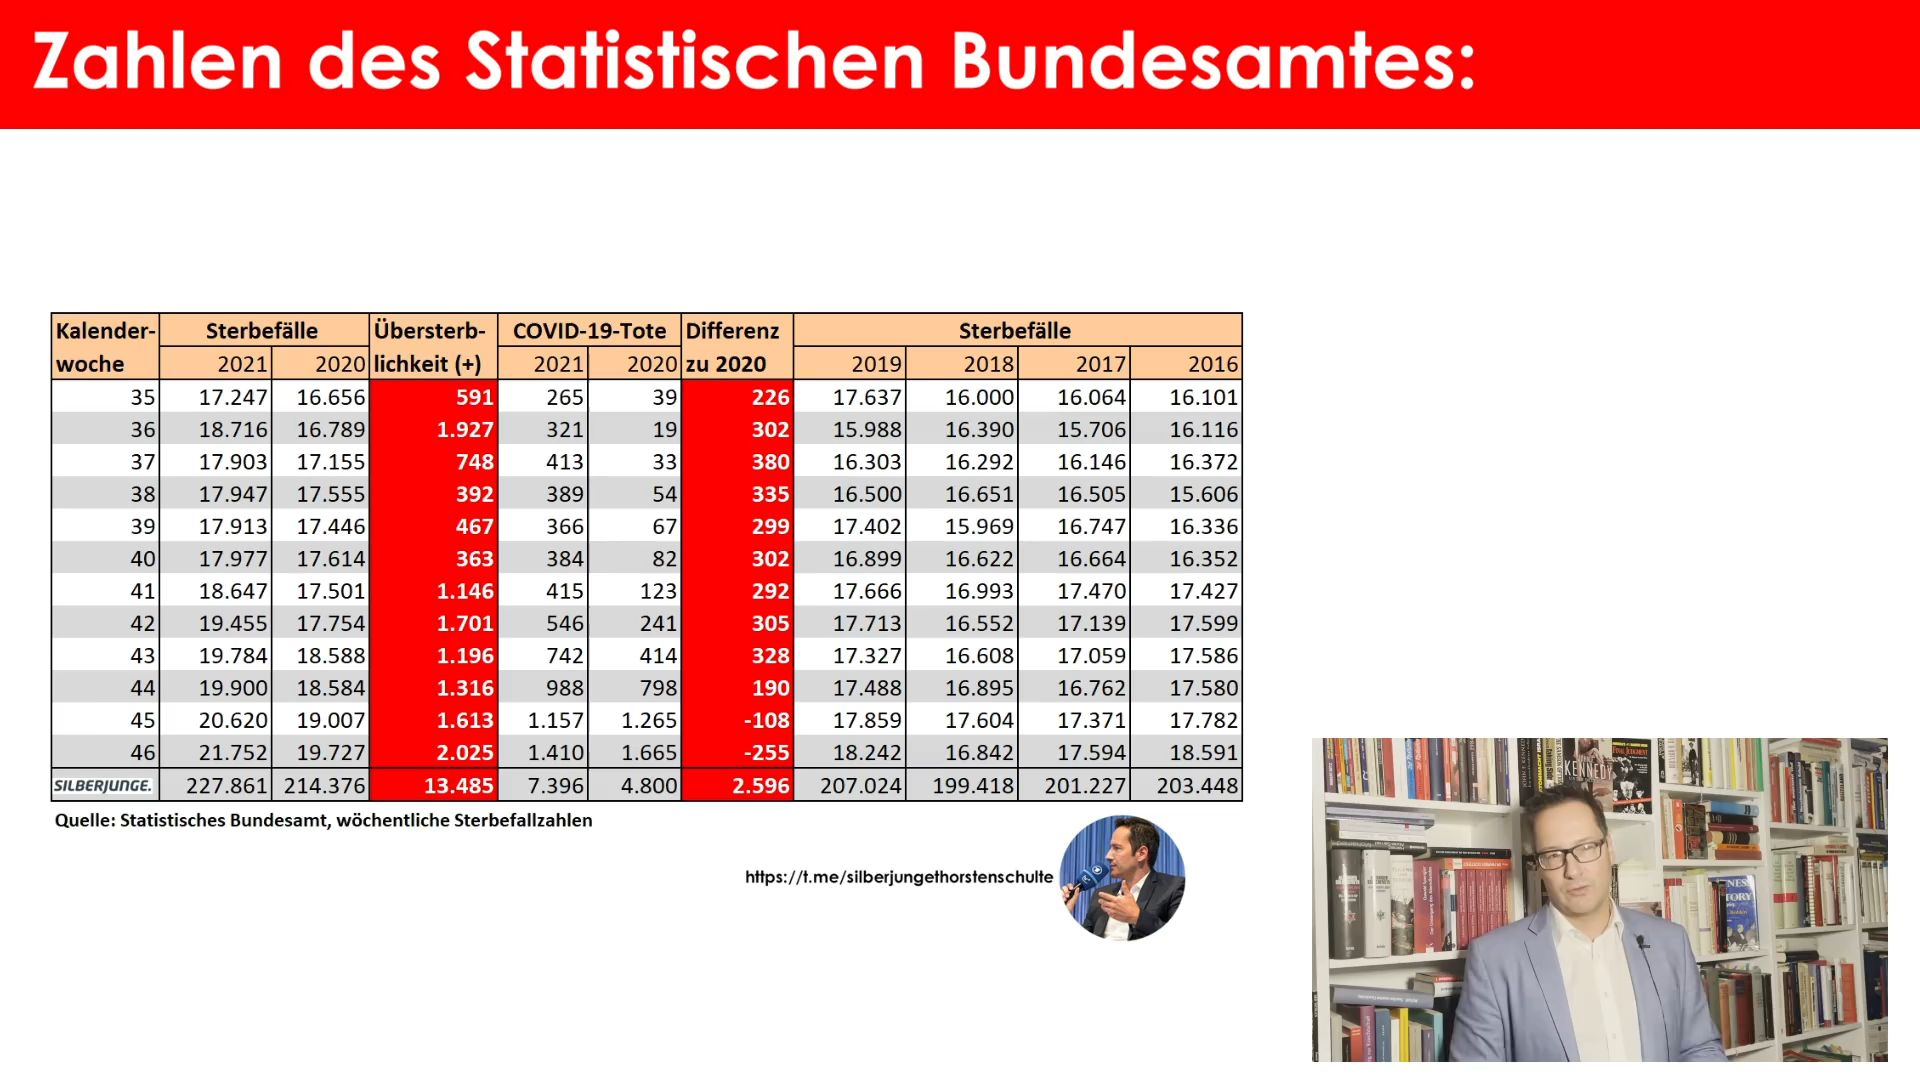 Zahlen des Statistischen Bundesamtes:
Kalender- Sterbefälle Übersterb- COVID-19-Tote Differenz Sterbefälle
woche 2021 2020 lichkeit (+) 2021 2020 zu 2020 2019 2018 2017 2016
35 17.247 16.656 591 265 39 226 17.637 16.000 16.064 16.101
36 18.716 16.789 1.927 321 19 302 15.988 16.390 15.706 16.116
37 17.903 17.155 748 413 33 380 16.303 16.292 16.146 16.372
38 17.947 17.555 392 389 54 335 16.500 16.651 16.505 15.606
39 17.913 17.446 467 366 67 299 17.402 15.969 16.747 16.336
40 17.977 17.614 363 384 82 302 16.899 16.622 16.664 16.352
41 18.647 17.501 1.146 415 123 292 17.666 16.993 17.470 17.427
42 19.455 17.754 1.701 546 241 305 17.713 16.552 17.139 17.599
43 19.784 18.588 1.196 742 414 328 17.327 16.608 17.059 17.586
44 19.900 18.584 1.316 988 798 190 17.488 16.895 16.762 17.580
45 20.620 19.007 1.613 1.157 1.265 -108 17.859 17.604 17.371 17.782
46 21.752 19.727 2.025 1.410 1.665 -255 18.242 16.842 17.594 18.591
SILBERJUNGE. 227.861 214.376 13.485 7.396 4.800 2.596 207.024 199.418 201.227 203.448
Quelle: Statistisches Bundesamt, wöchentliche Sterbefallzahlen
https://t.me/silberjungethorstenschulte
KENNEDY